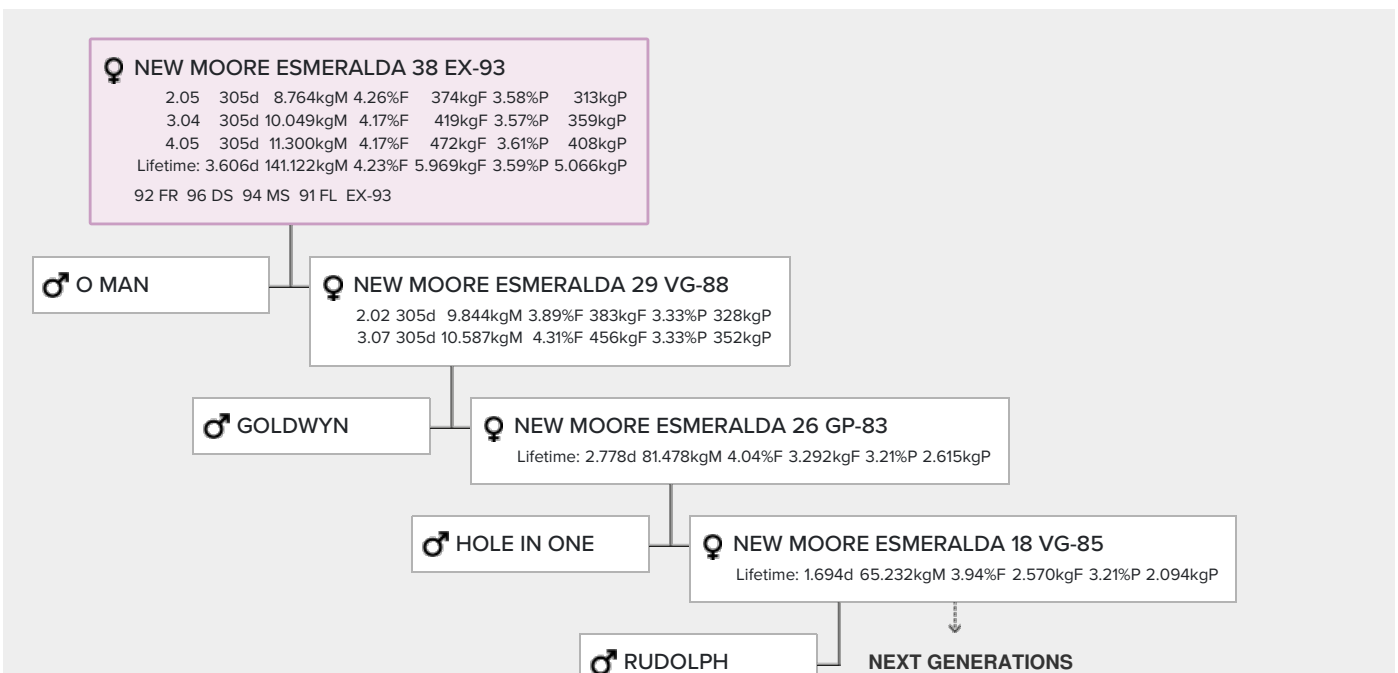 NEW MOORE ESMERALDA 38 EX-93
2.05 305d 8.764kgM 4.26%F 374kgF 3.58%P 313kgP
3.04 305d 10.049kgM 4.17%F 419kgF 3.57%P 359kgP
4.05 305d 11.300kgM 4.17%F 472kgF 3.61%P 408kgP
Lifetime: 3.606d 141.122kgM 4.23%F 5.969kgF 3.59%P 5.066kgP
92 FR 96 DS 94 MS 91 FL EX-93
O MAN
NEW MOORE ESMERALDA 29 VG-88
2.02 305d 9.844kgM 3.89%F 383kgF 3.33%P 328kgP
3.07 305d 10.587kgM 4.31%F 456kgF 3.33%P 352kgP
GOLDWYN
NEW MOORE ESMERALDA 26 GP-83
Lifetime: 2.778d 81.478kgM 4.04%F 3.292kgF 3.21%P 2.615kgP
HOLE IN ONE
NEW MOORE ESMERALDA 18 VG-85
Lifetime: 1.694d 65.232kgM 3.94%F 2.570kgF 3.21%P 2.094kgP
RUDOLPH
NEXT GENERATIONS